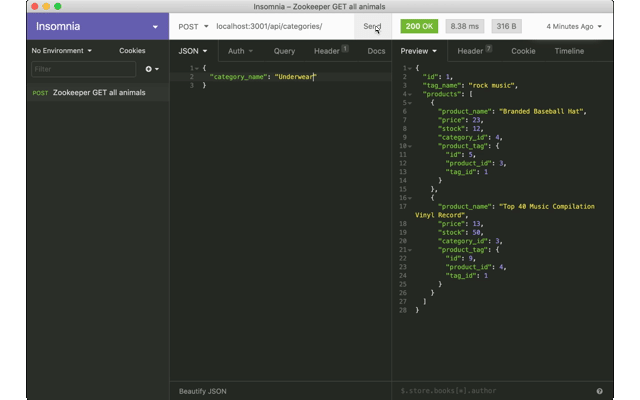 Insomnia – Zookeeper GET all animals
Insomnia
POST localhost:3001/api/categories/ Send
200 OK 8.38 ms 316 B 4 Minutes Ago
No Environment Cookies
JSON Auth Query Header 1 Docs
Preview Header 7 Cookie Timeline
Filter
POST Zookeeper GET all animals
1 {
2 "category_name": "Underwear"
3 }
1 {
2 "id": 1,
3 "tag_name": "rock music",
4 "products": [
5 {
6 "product_name": "Branded Baseball Hat",
7 "price": 23,
8 "stock": 12,
9 "category_id": 4,
10 "product_tag": {
11 "id": 5,
12 "product_id": 3,
13 "tag_id": 1
14 }
15 },
16 {
17 "product_name": "Top 40 Music Compilation
Vinyl Record",
18 "price": 13,
19 "stock": 50,
20 "category_id": 3,
21 "product_tag": {
22 "id": 9,
23 "product_id": 4,
24 "tag_id": 1
25 }
26 }
27 ]
28 }
Beautify JSON
$.store.books[*].author